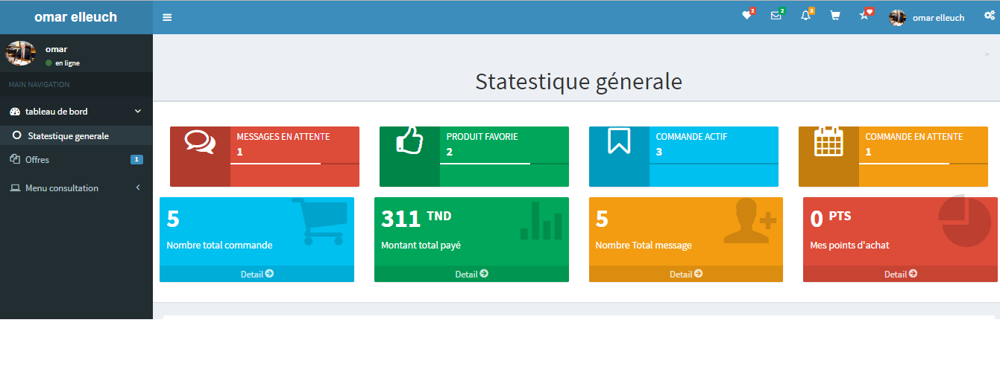 omar elleuch
2
2
3
omar elleuch
omar
en ligne
MAIN NAVIGATION
tableau de bord
Statestique generale
Offres
1
Menu consultation
>
Statestique génerale
MESSAGES EN ATTENTE
1
PRODUIT FAVORIE
2
COMMANDE ACTIF
3
COMMANDE EN ATTENTE
1
5
Nombre total commande
Detail
311 TND
Montant total payé
Detail
5
Nombre Total message
Detail
0 PTS
Mes points d'achat
Detail